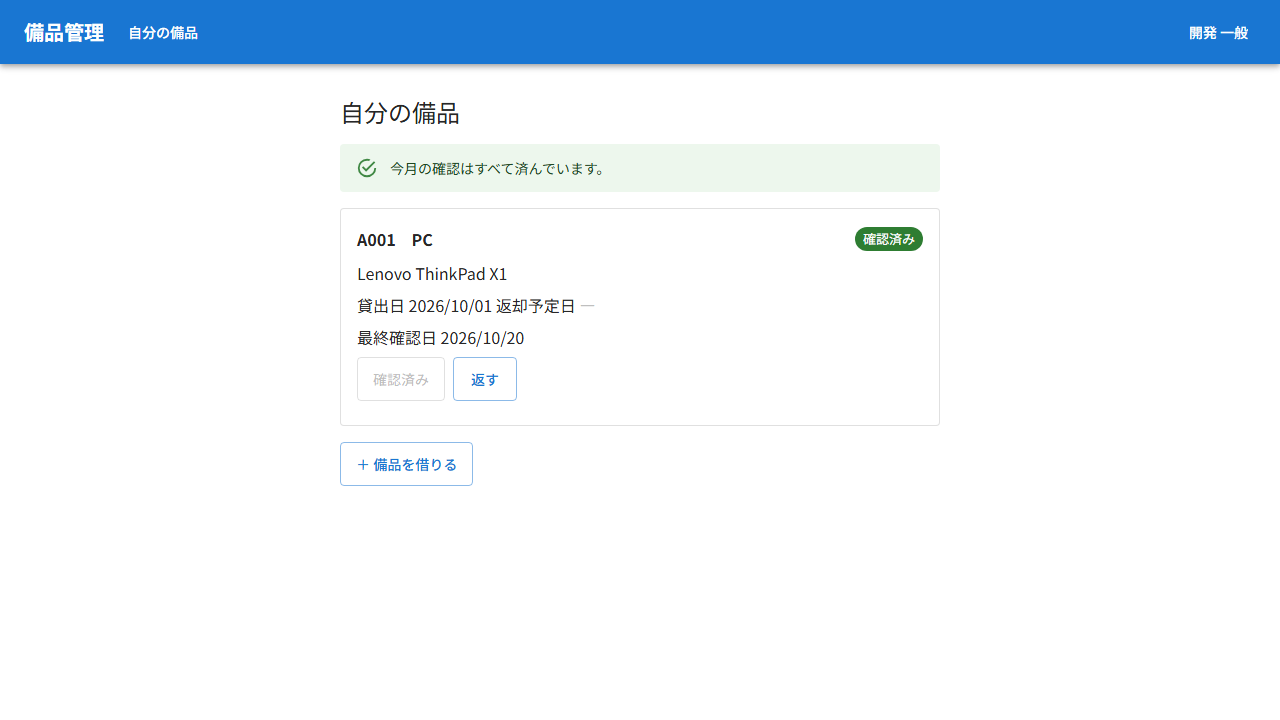 備品管理 自分の備品 開発 一般
自分の備品
今月の確認はすべて済んでいます。
A001 PC 確認済み
Lenovo ThinkPad X1
貸出日 2026/10/01 返却予定日 —
最終確認日 2026/10/20
確認済み 返す
＋ 備品を借りる